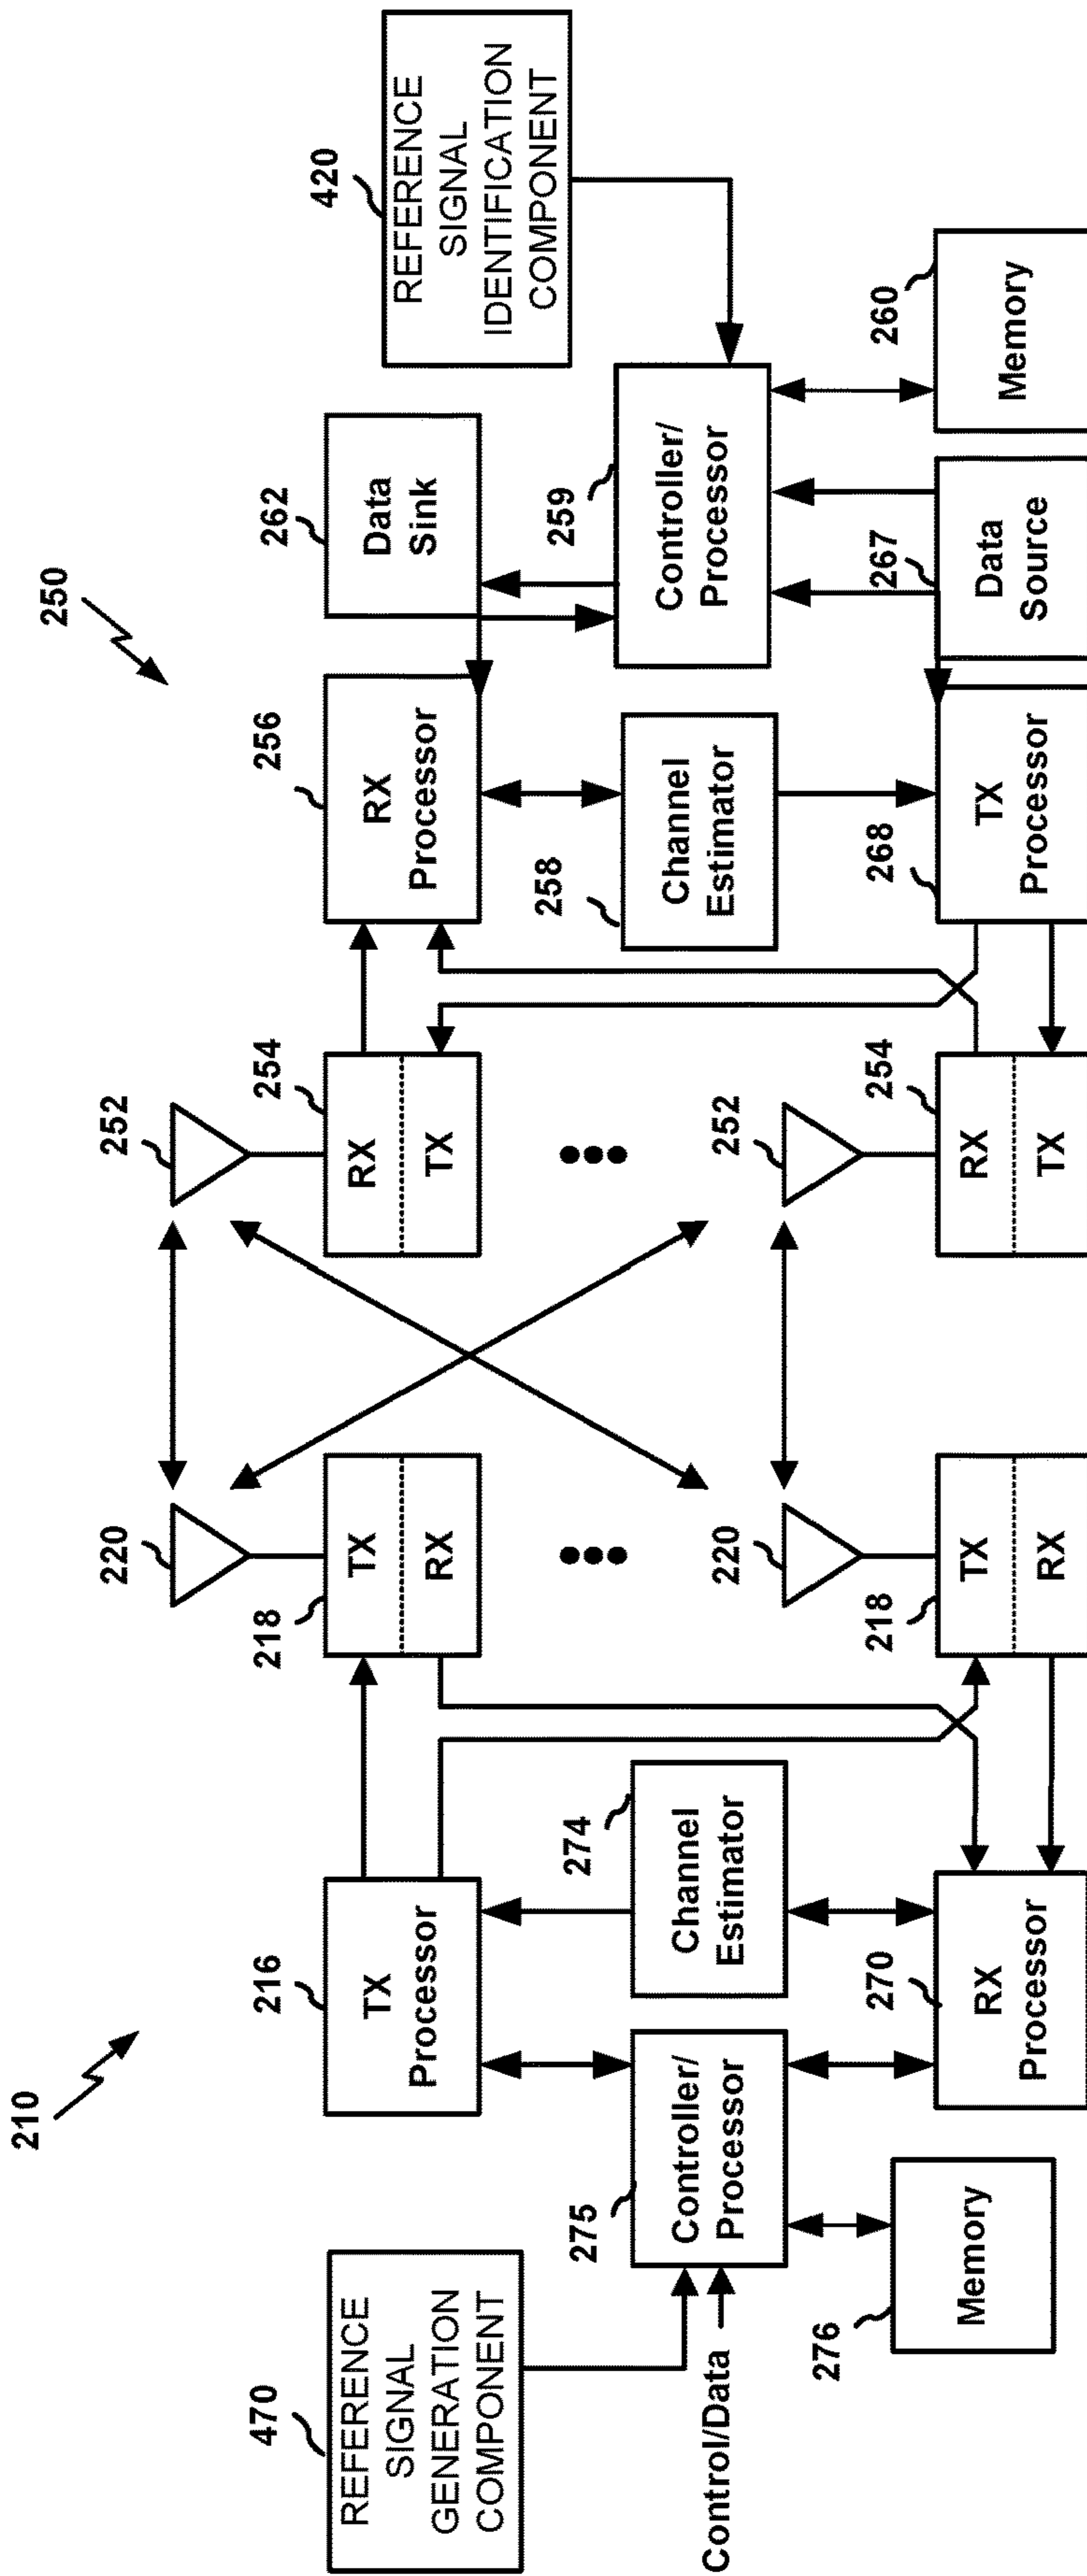 210
250
470
REFERENCE
SIGNAL
GENERATION
COMPONENT
Control/Data
275
Controller/
Processor
276
Memory
216
TX
Processor
274
Channel
Estimator
270
RX
Processor
220
218
TX
RX
220
218
TX
RX
252
254
RX
TX
252
254
RX
TX
256
RX
Processor
258
Channel
Estimator
268
TX
Processor
262
Data
Sink
259
Controller/
Processor
267
Data
Source
260
Memory
420
REFERENCE
SIGNAL
IDENTIFICATION
COMPONENT